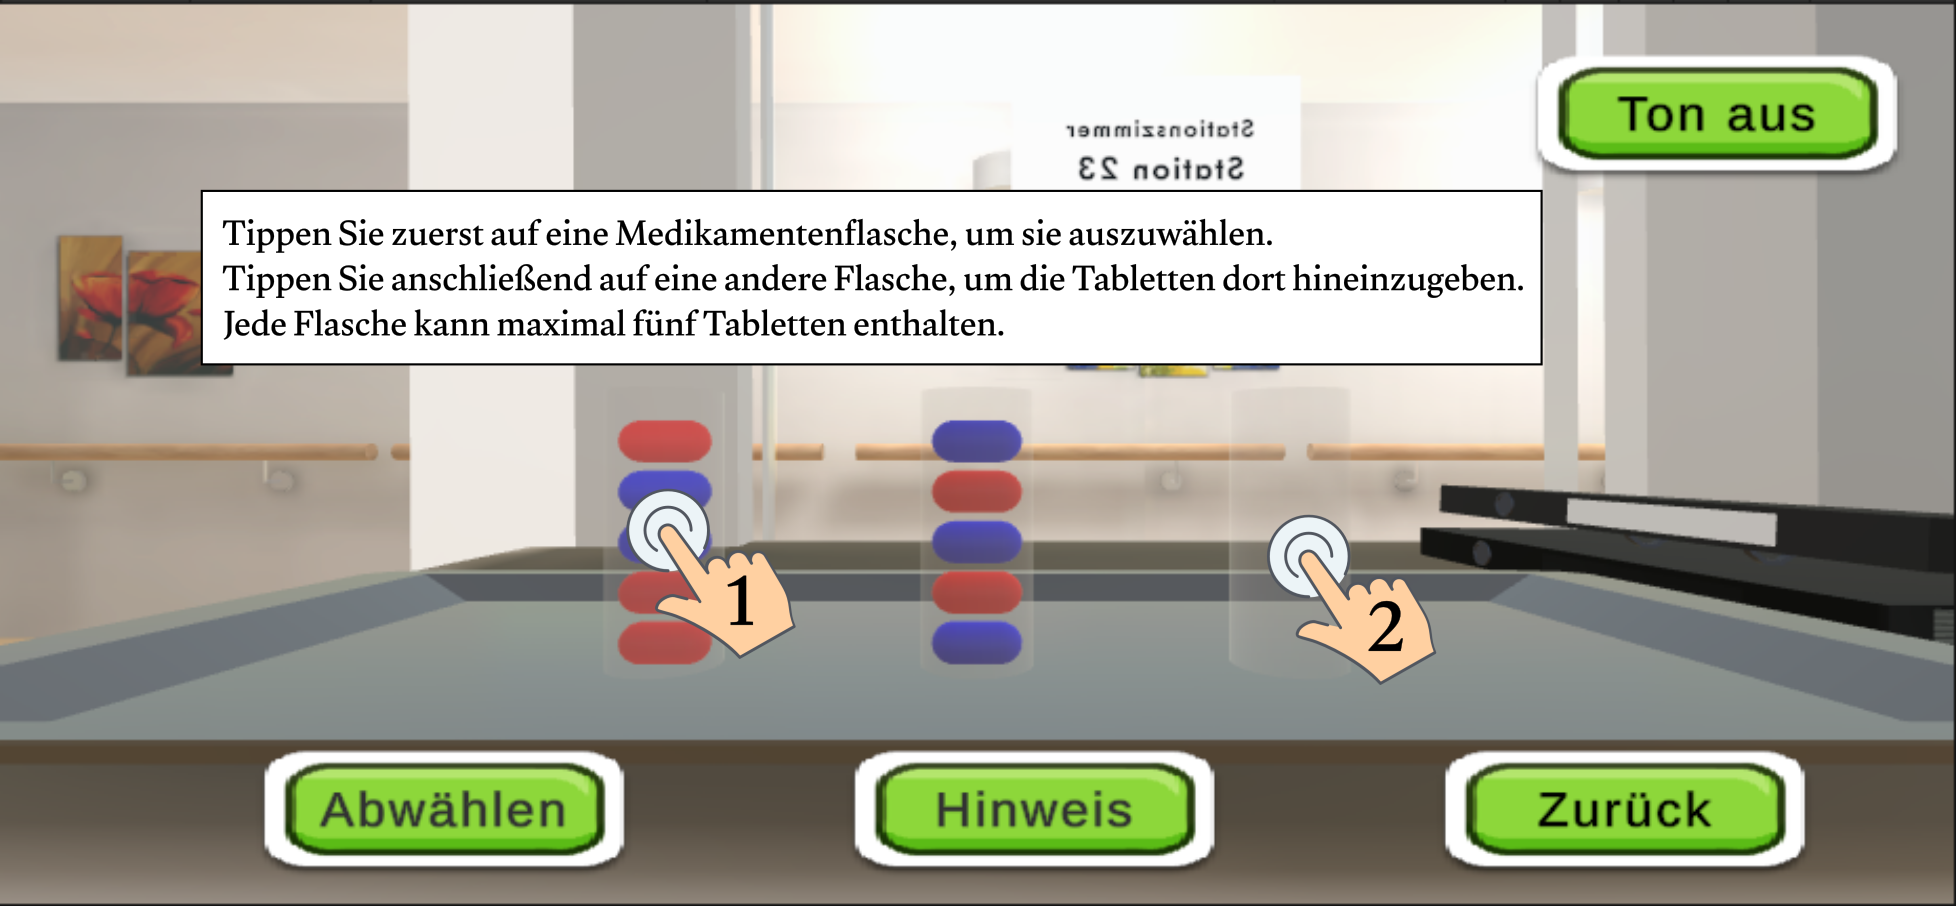 Ton aus
Stationszimmer
Station 23
Tippen Sie zuerst auf eine Medikamentenflasche, um sie auszuwählen.
Tippen Sie anschließend auf eine andere Flasche, um die Tabletten dort hineinzugeben.
Jede Flasche kann maximal fünf Tabletten enthalten.
1
2
Abwählen
Hinweis
Zurück